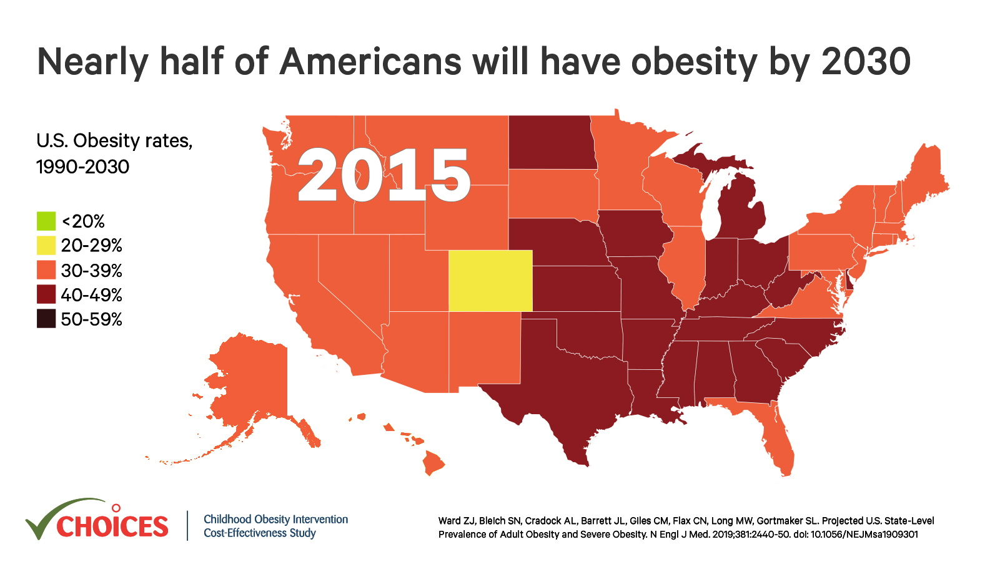 Nearly half of Americans will have obesity by 2030
U.S. Obesity rates,
1990-2030
2015
<20%
20-29%
30-39%
40-49%
50-59%
CHOICES
Childhood Obesity Intervention
Cost-Effectiveness Study
Ward ZJ, Bleich SN, Cradock AL, Barrett JL, Giles CM, Flax CN, Long MW, Gortmaker SL. Projected U.S. State-Level
Prevalence of Adult Obesity and Severe Obesity. N Engl J Med. 2019;381:2440-50. doi: 10.1056/NEJMsa1909301